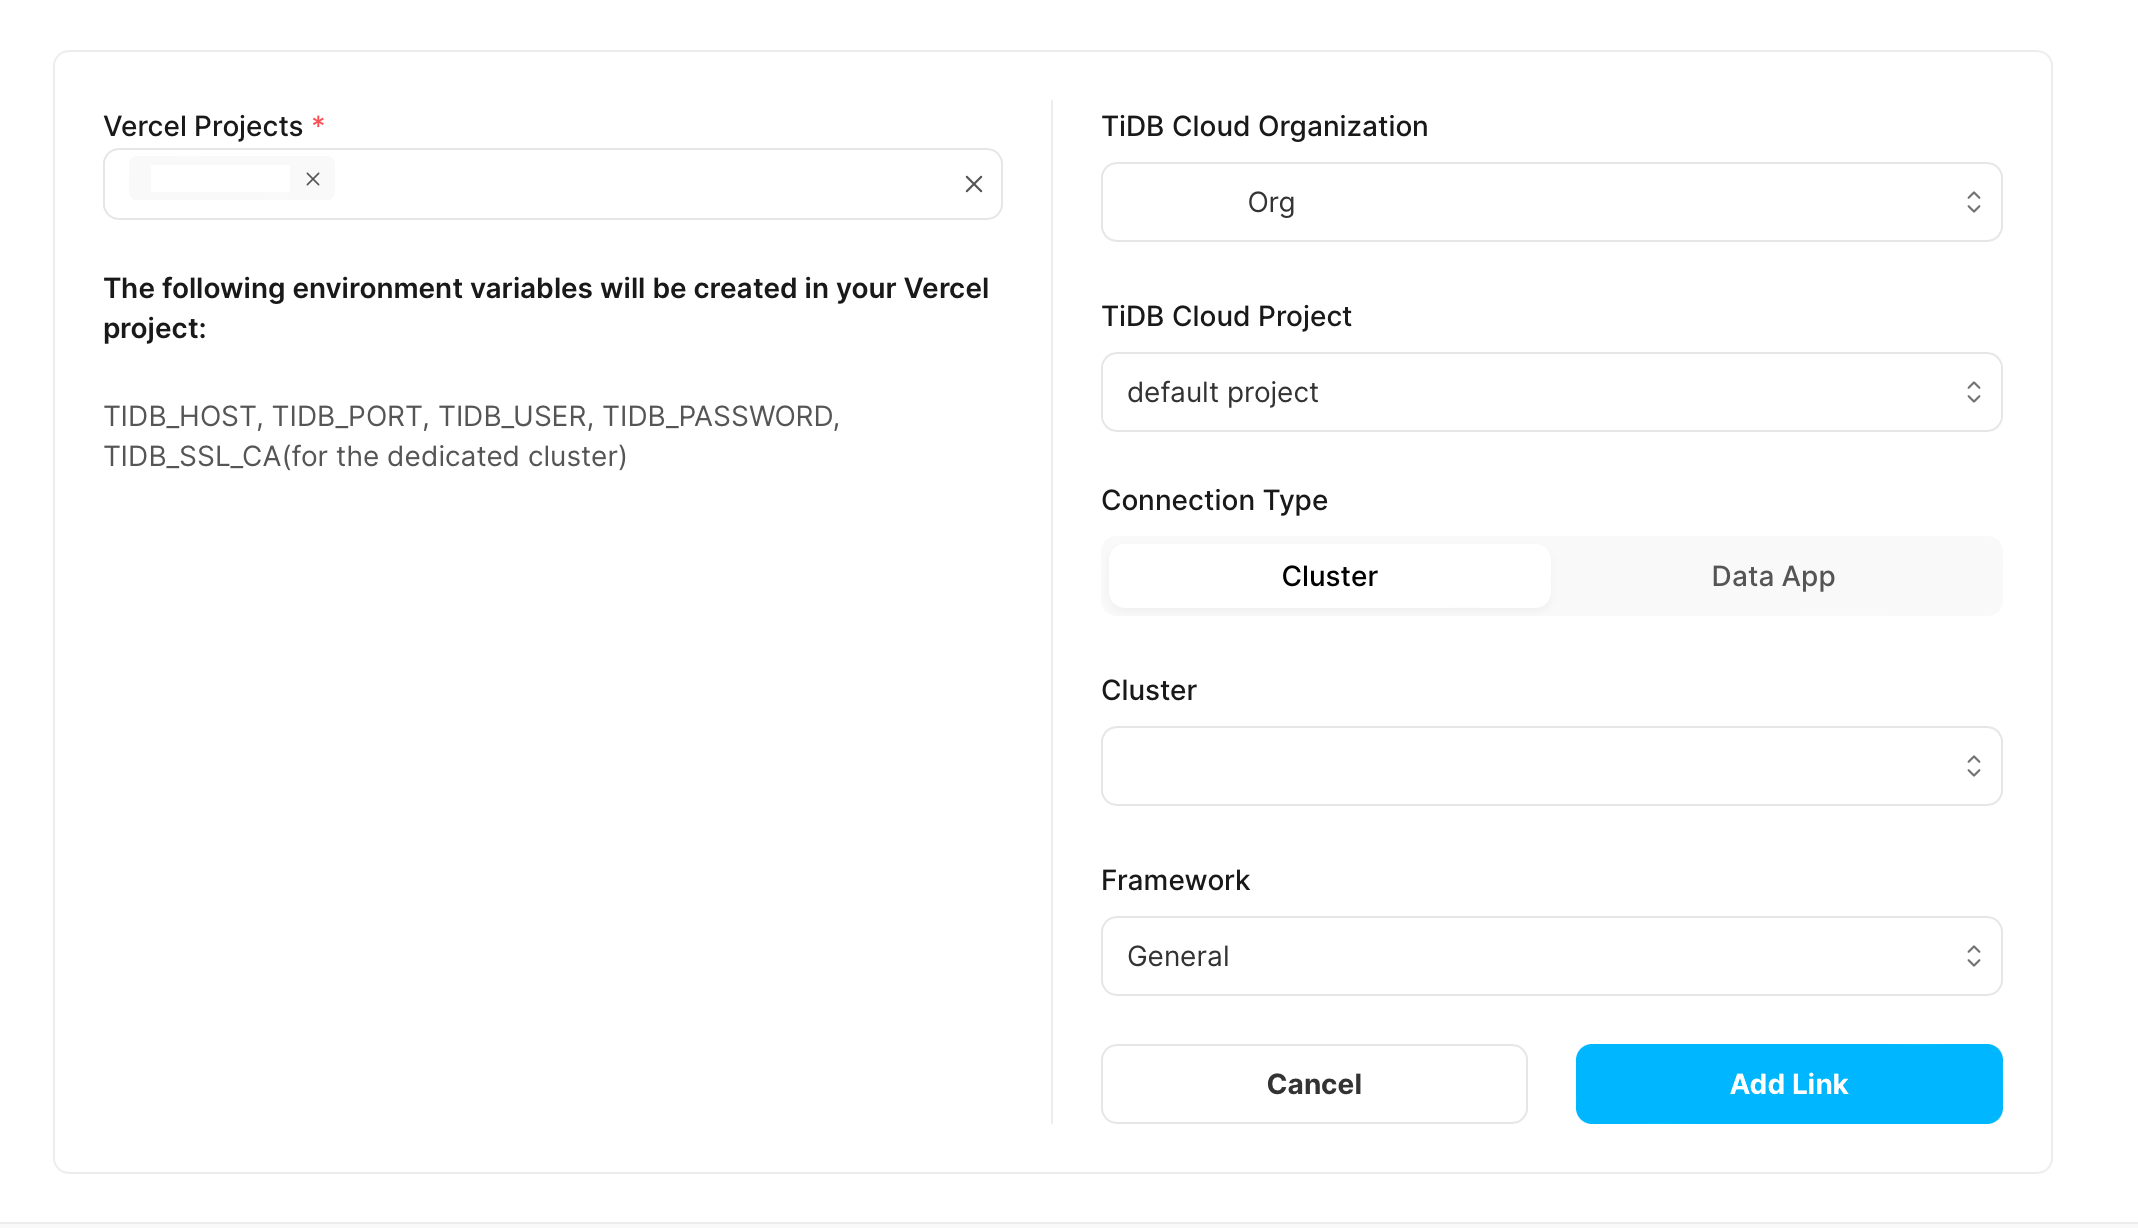 Vercel Projects *
The following environment variables will be created in your Vercel
project:
TIDB_HOST, TIDB_PORT, TIDB_USER, TIDB_PASSWORD,
TIDB_SSL_CA(for the dedicated cluster)
TiDB Cloud Organization
Org
TiDB Cloud Project
default project
Connection Type
Cluster
Data App
Cluster
Framework
General
Cancel
Add Link